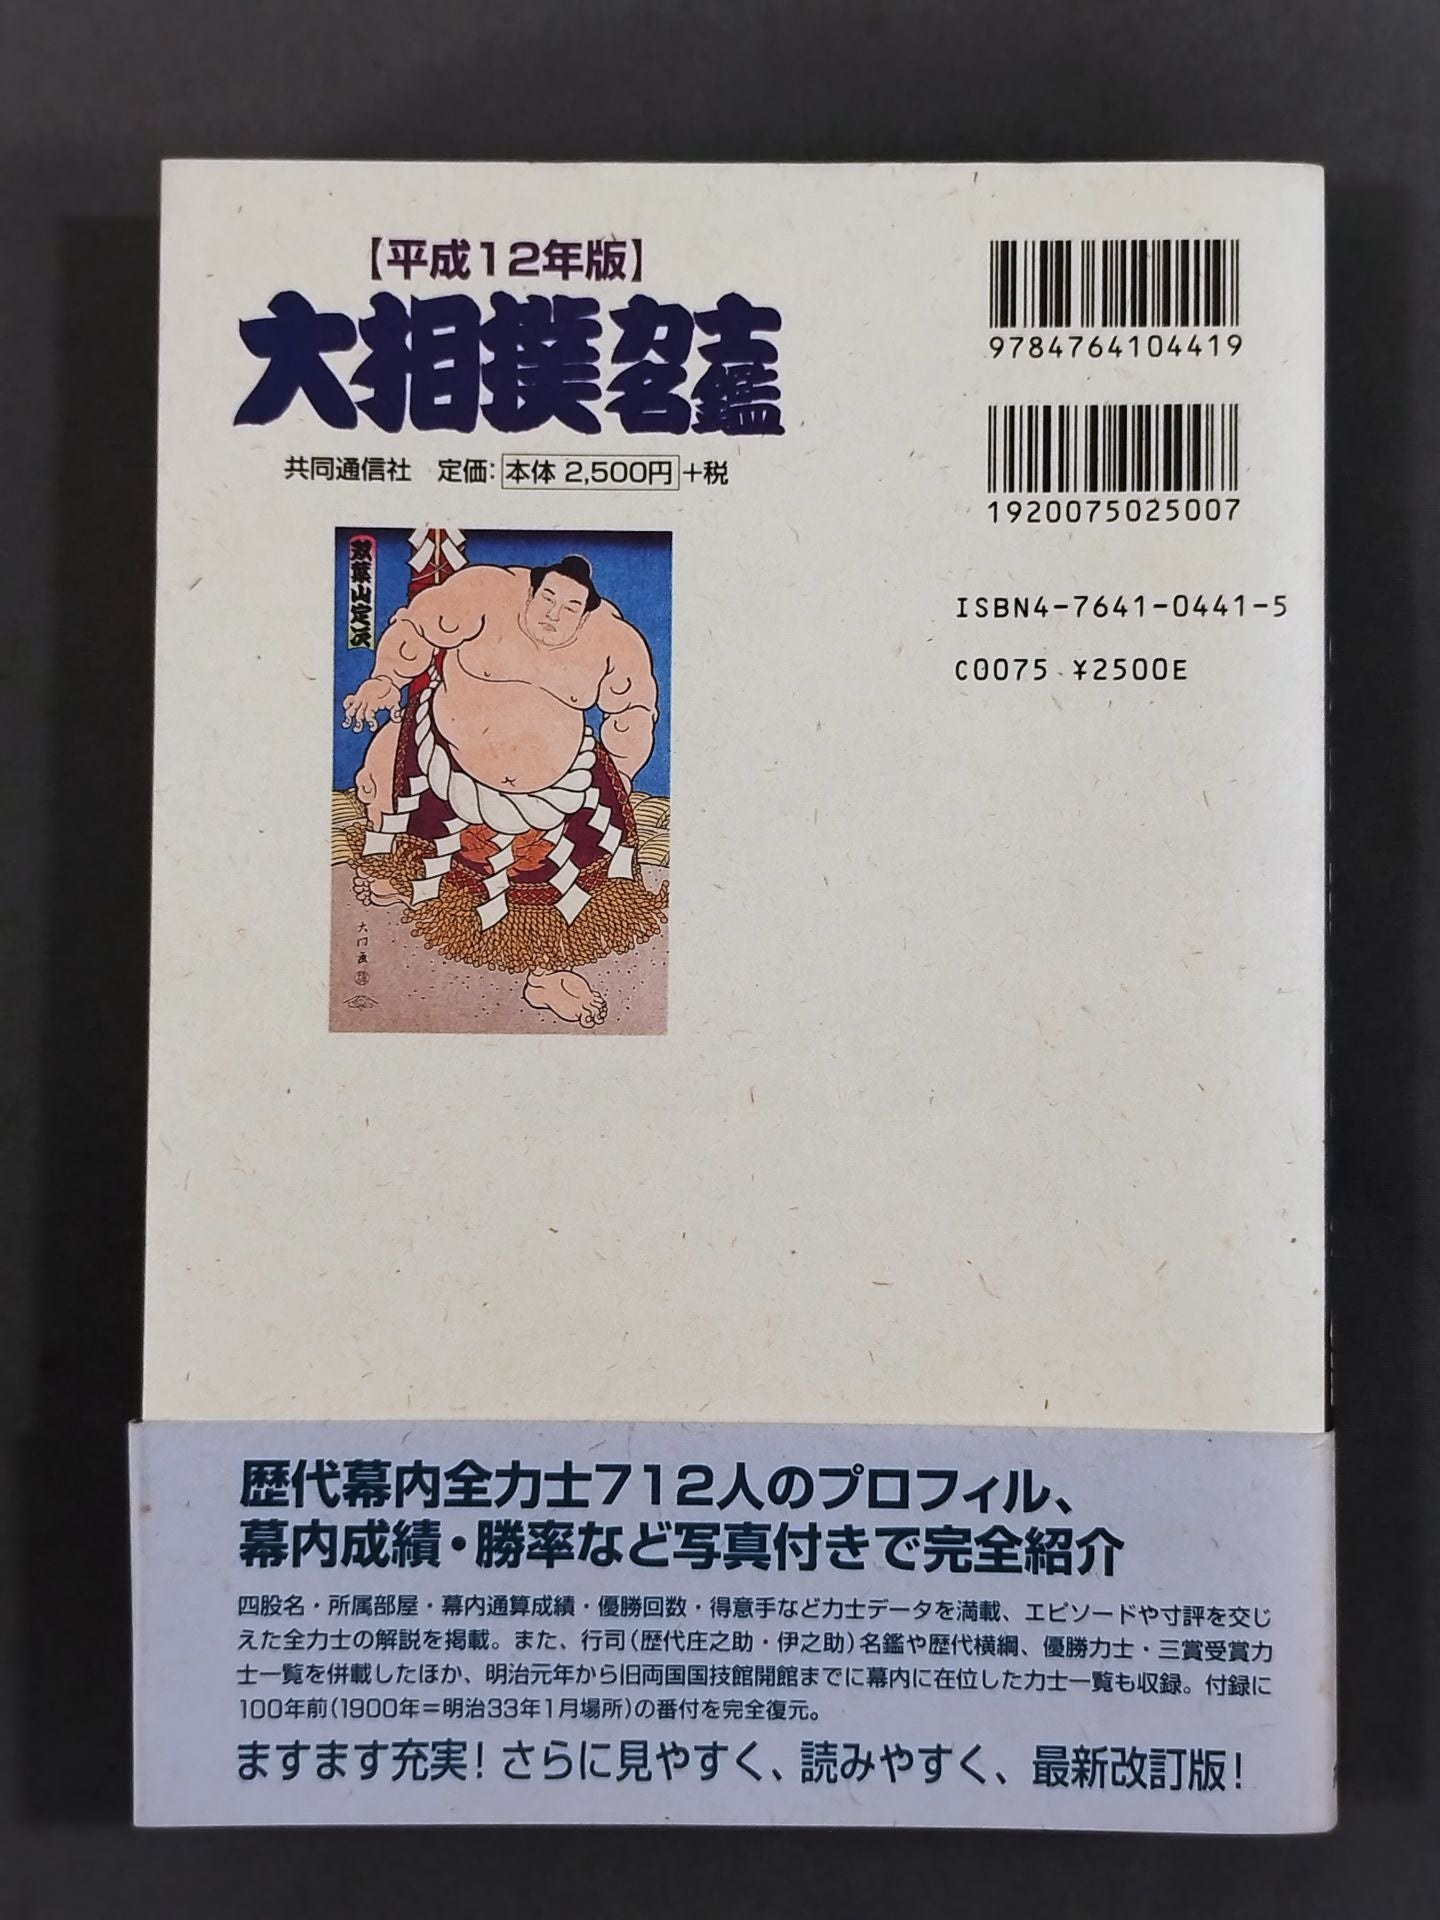 【平成12年版】
大相撲力士名鑑
共同通信社 定価: 本体 2,500円 +税
双葉山定次
大門画
9784764104419
1920075025007
ISBN4-7641-0441-5
C0075 ¥2500E
歴代幕内全力士712人のプロフィル、
幕内成績・勝率など写真付きで完全紹介
四股名・所属部屋・幕内通算成績・優勝回数・得意手など力士データを満載、エピソードや寸評を交じ
えた全力士の解説を掲載。また、行司(歴代庄之助・伊之助)名鑑や歴代横綱、優勝力士・三賞受賞力
士一覧を併載したほか、明治元年から旧両国国技館開館までに幕内に在位した力士一覧も収録。付録に
100年前(1900年=明治33年1月場所)の番付を完全復元。
ますます充実!さらに見やすく、読みやすく、最新改訂版!